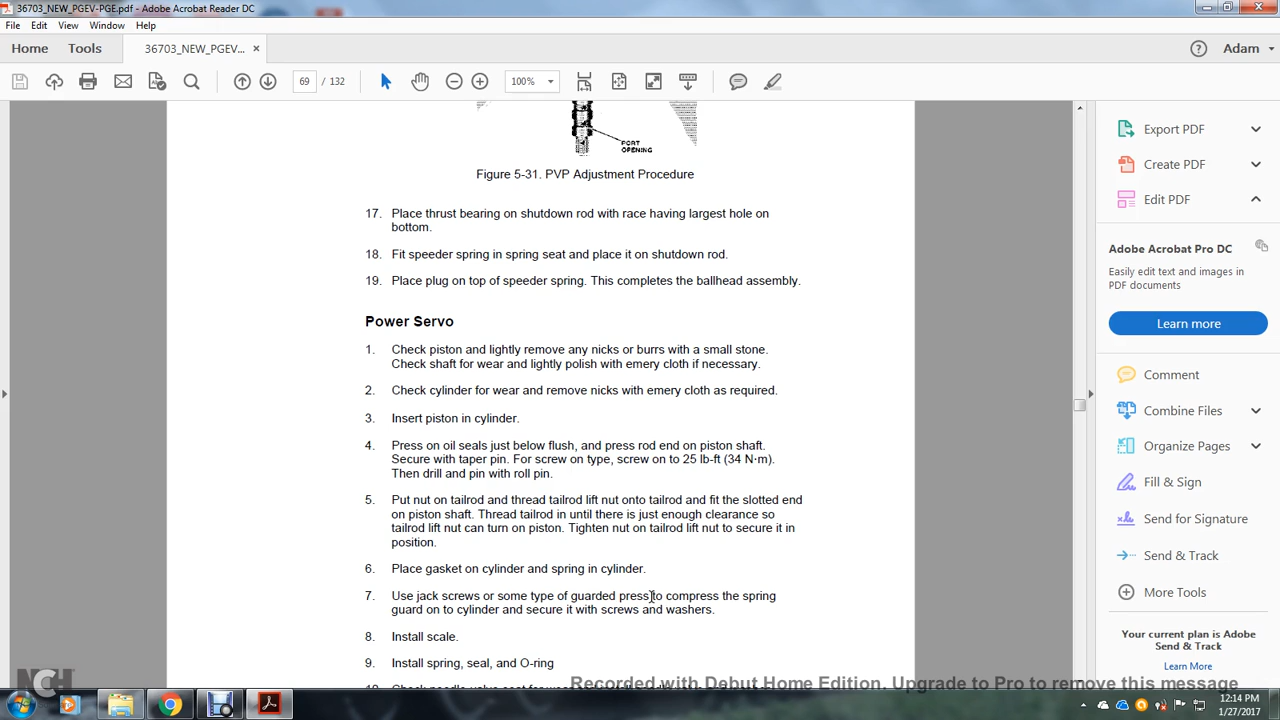 36703_NEW_PGEV-PGE.pdf - Adobe Acrobat Reader DC
File Edit View Window Help
Home Tools 36703_NEW_PGEV... × Adam
69 / 132 100%
PORT
OPENING
Figure 5-31. PVP Adjustment Procedure
17. Place thrust bearing on shutdown rod with race having largest hole on
bottom.
18. Fit speeder spring in spring seat and place it on shutdown rod.
19. Place plug on top of speeder spring. This completes the ballhead assembly.
Power Servo
1. Check piston and lightly remove any nicks or burrs with a small stone.
Check shaft for wear and lightly polish with emery cloth if necessary.
2. Check cylinder for wear and remove nicks with emery cloth as required.
3. Insert piston in cylinder.
4. Press on oil seals just below flush, and press rod end on piston shaft.
Secure with taper pin. For screw on type, screw on to 25 lb-ft (34 N·m).
Then drill and pin with roll pin.
5. Put nut on tailrod and thread tailrod lift nut onto tailrod and fit the slotted end
on piston shaft. Thread tailrod in until there is just enough clearance so
tailrod lift nut can turn on piston. Tighten nut on tailrod lift nut to secure it in
position.
6. Place gasket on cylinder and spring in cylinder.
7. Use jack screws or some type of guarded press to compress the spring
guard on to cylinder and secure it with screws and washers.
8. Install scale.
9. Install spring, seal, and O-ring
Export PDF
Create PDF
Edit PDF
Adobe Acrobat Pro DC
Easily edit text and images in
PDF documents
Learn more
Comment
Combine Files
Organize Pages
Fill & Sign
Send for Signature
Send & Track
More Tools
Your current plan is Adobe
Send & Track
Learn More
NCH
Recorded with Debut Home Edition. Upgrade to Pro to remove this message
12:14 PM
1/27/2017